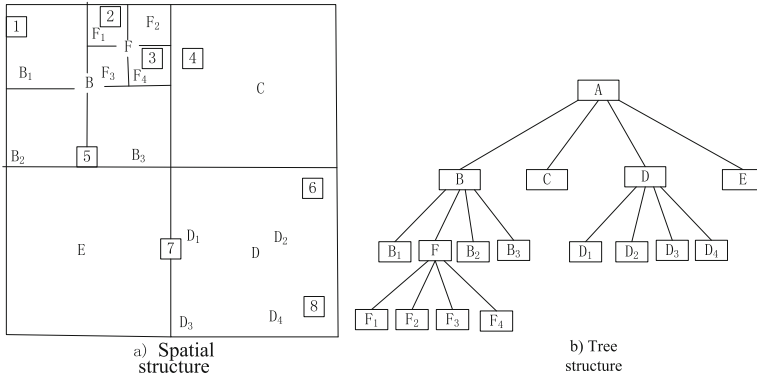 1
2
F₁
F₂
F
3
4
B₁
B
F₃
F₄
C
B₂
5
B₃
6
E
7
D₁
D₂
D
8
D₃
D₄
a) Spatial
structure
A
B
C
D
E
B₁
F
B₂
B₃
D₁
D₂
D₃
D₄
F₁
F₂
F₃
F₄
b) Tree
structure